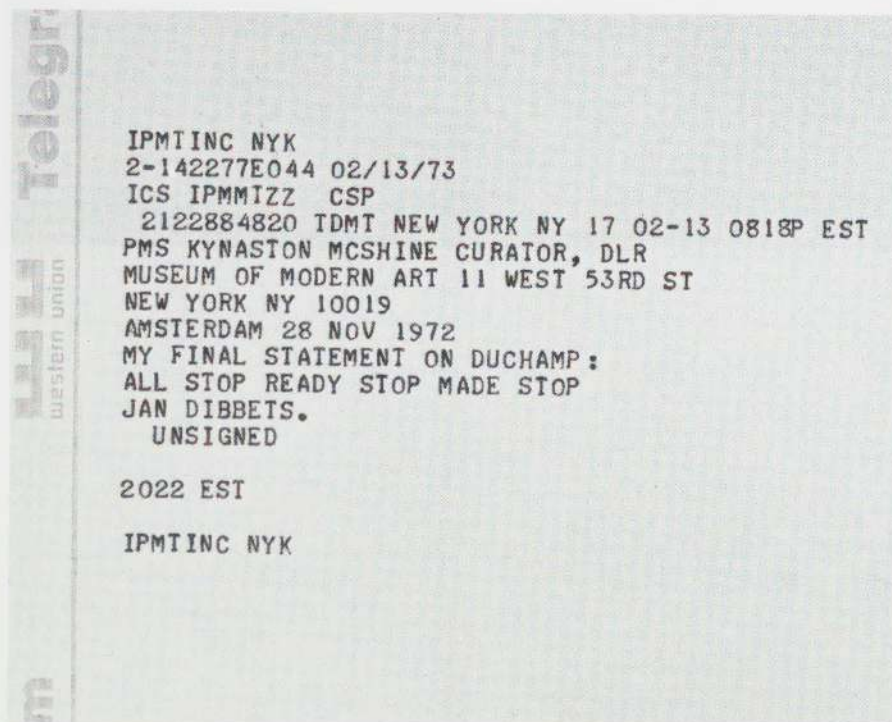 Telegr
western union
m
IPMTINC NYK
2-142277E044 02/13/73
ICS IPMMIZZ CSP
2122884820 TDMT NEW YORK NY 17 02-13 0818P EST
PMS KYNASTON MCSHINE CURATOR, DLR
MUSEUM OF MODERN ART 11 WEST 53RD ST
NEW YORK NY 10019
AMSTERDAM 28 NOV 1972
MY FINAL STATEMENT ON DUCHAMP:
ALL STOP READY STOP MADE STOP
JAN DIBBETS.
UNSIGNED
2022 EST
IPMTINC NYK